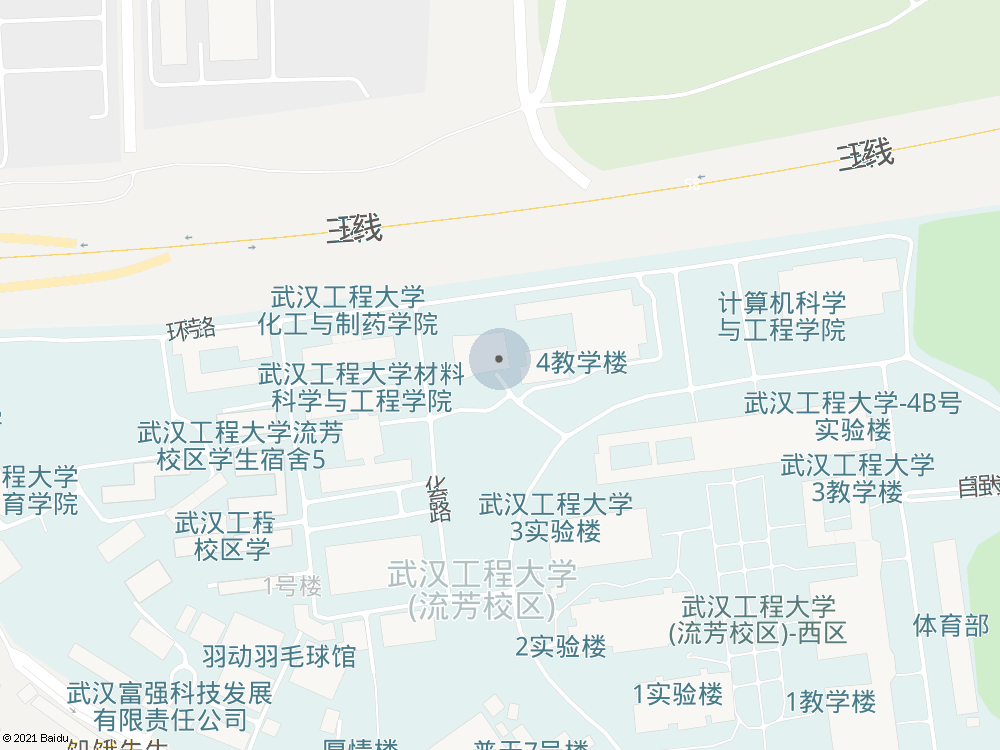 三环线
三环线
武汉工程大学
化工与制药学院
计算机科学
与工程学院
环路
4教学楼
武汉工程大学材料
科学与工程学院
武汉工程大学-4B号
实验楼
武汉工程大学流芳
校区学生宿舍5
武汉工程大学
3教学楼
程大学
育学院
化育路
自强
武汉工程大学
3实验楼
武汉工程
校区学
武汉工程大学
(流芳校区)
1号楼
武汉工程大学
(流芳校区)-西区
体育部
2实验楼
羽动羽毛球馆
武汉富强科技发展
有限责任公司
1实验楼
1教学楼
厚情楼
© 2021 Baidu